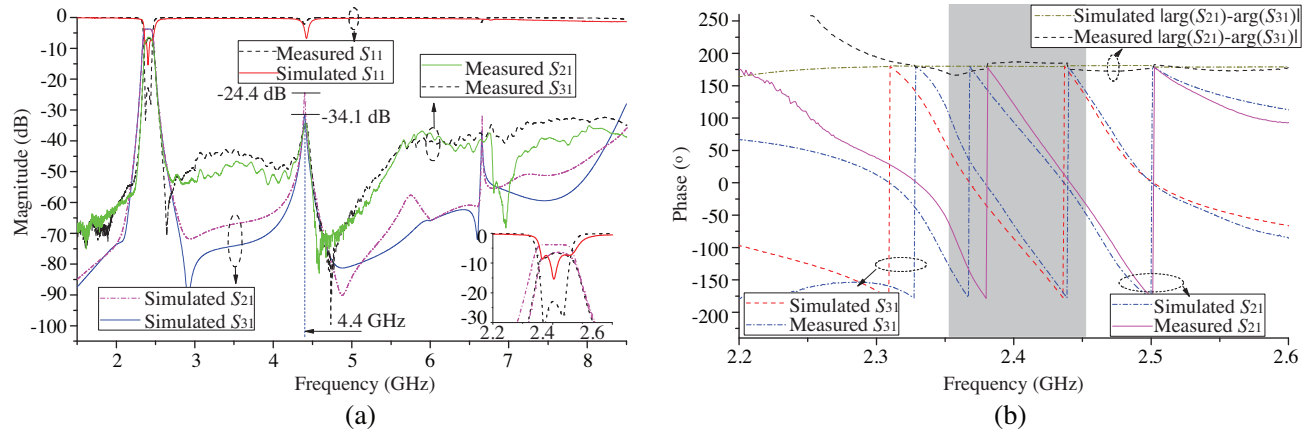 0
-10
-20
-30
-40
-50
-60
-70
-80
-90
-100
Magnitude (dB)
Measured S11
Simulated S11
Measured S21
Measured S31
-24.4 dB
-34.1 dB
Simulated S21
Simulated S31
4.4 GHz
0
-10
-20
-30
2.2 2.4 2.6
2 3 4 5 6 7 8
Frequency (GHz)
(a)
250
200
150
100
50
0
-50
-100
-150
-200
Phase (o)
Simulated |arg(S21)-arg(S31)|
Measured |arg(S21)-arg(S31)|
Simulated S31
Measured S31
Simulated S21
Measured S21
2.2 2.3 2.4 2.5 2.6
Frequency (GHz)
(b)